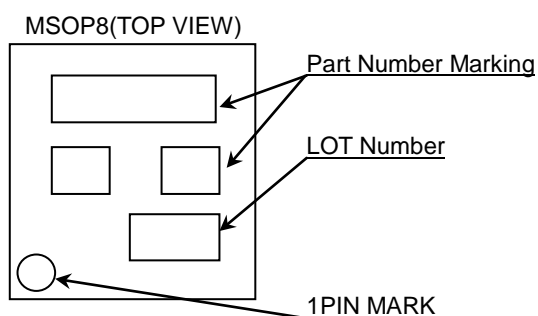 MSOP8(TOP VIEW)
Part Number Marking
LOT Number
1PIN MARK